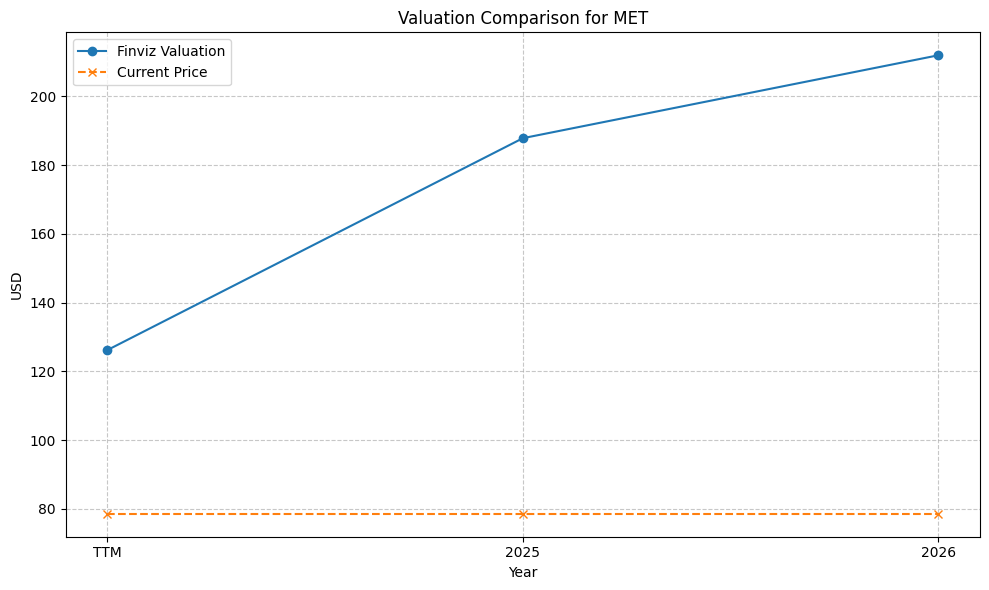 Valuation Comparison for MET
Finviz Valuation
Current Price
USD
200
180
160
140
120
100
80
TTM
2025
2026
Year